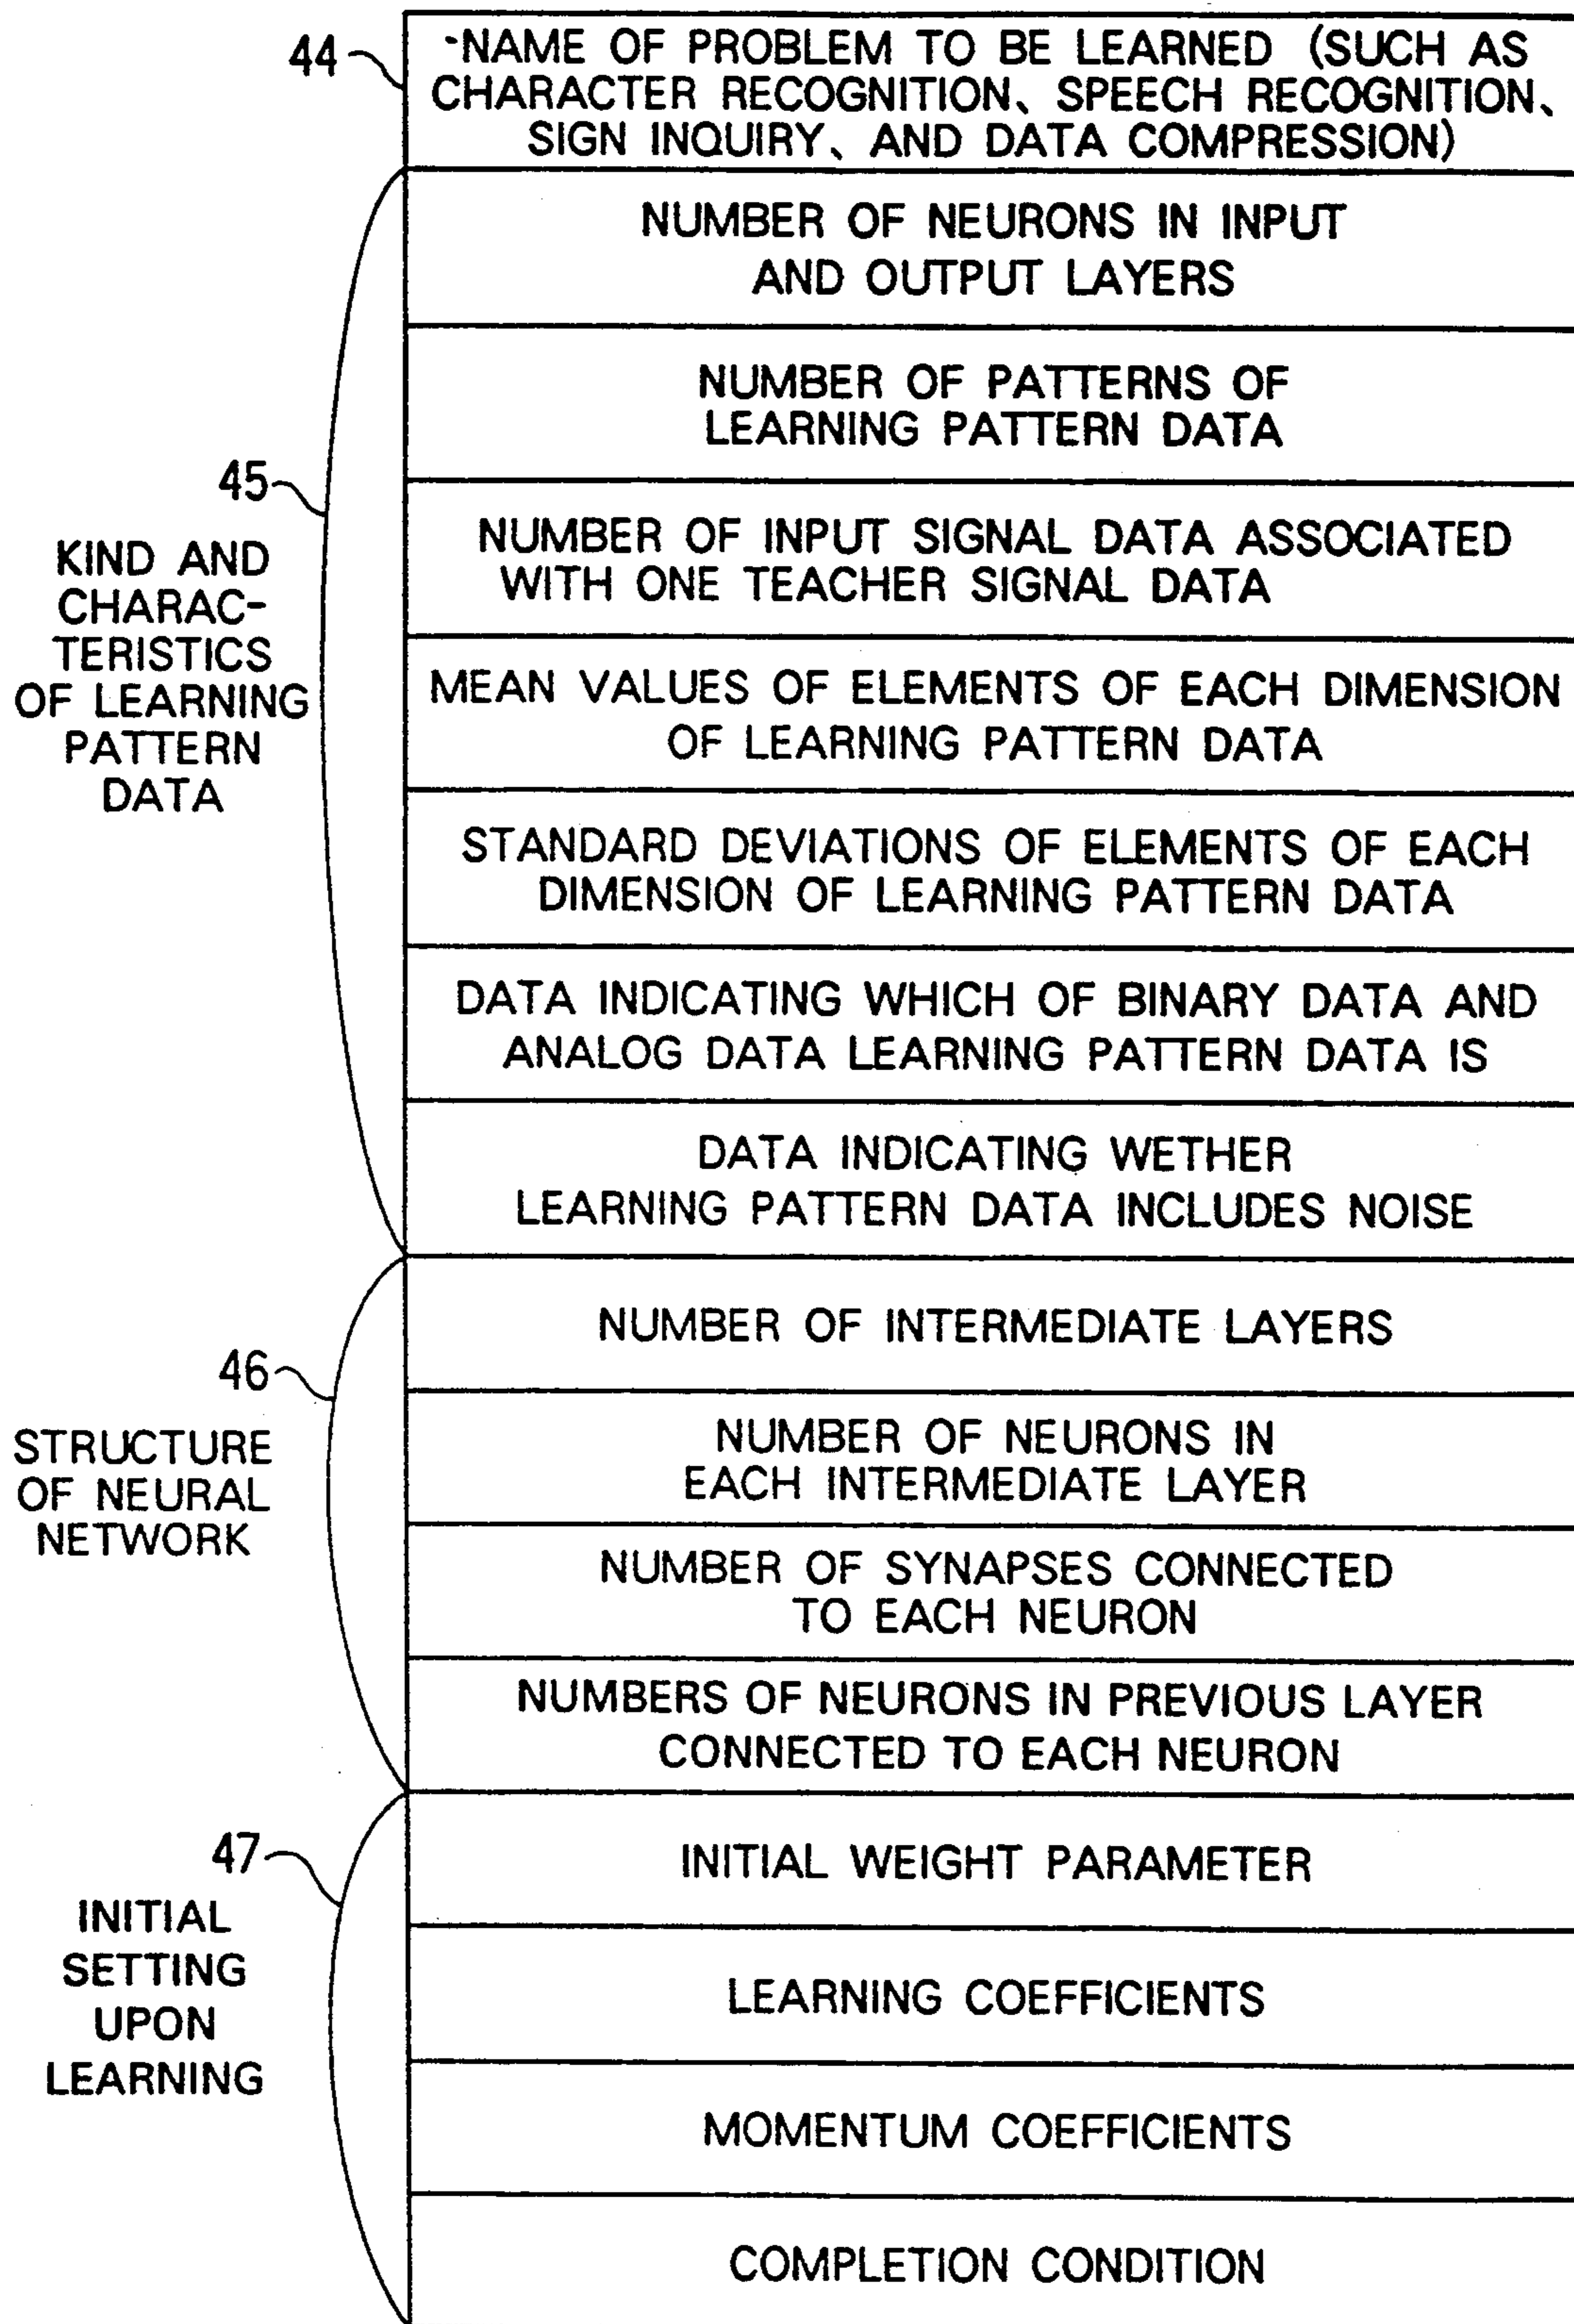 44
NAME OF PROBLEM TO BE LEARNED (SUCH AS
CHARACTER RECOGNITION、SPEECH RECOGNITION、
SIGN INQUIRY、AND DATA COMPRESSION)
NUMBER OF NEURONS IN INPUT
AND OUTPUT LAYERS
NUMBER OF PATTERNS OF
LEARNING PATTERN DATA
45
KIND AND
CHARAC-
TERISTICS
OF LEARNING
PATTERN
DATA
NUMBER OF INPUT SIGNAL DATA ASSOCIATED
WITH ONE TEACHER SIGNAL DATA
MEAN VALUES OF ELEMENTS OF EACH DIMENSION
OF LEARNING PATTERN DATA
STANDARD DEVIATIONS OF ELEMENTS OF EACH
DIMENSION OF LEARNING PATTERN DATA
DATA INDICATING WHICH OF BINARY DATA AND
ANALOG DATA LEARNING PATTERN DATA IS
DATA INDICATING WETHER
LEARNING PATTERN DATA INCLUDES NOISE
46
STRUCTURE
OF NEURAL
NETWORK
NUMBER OF INTERMEDIATE LAYERS
NUMBER OF NEURONS IN
EACH INTERMEDIATE LAYER
NUMBER OF SYNAPSES CONNECTED
TO EACH NEURON
NUMBERS OF NEURONS IN PREVIOUS LAYER
CONNECTED TO EACH NEURON
47
INITIAL
SETTING
UPON
LEARNING
INITIAL WEIGHT PARAMETER
LEARNING COEFFICIENTS
MOMENTUM COEFFICIENTS
COMPLETION CONDITION